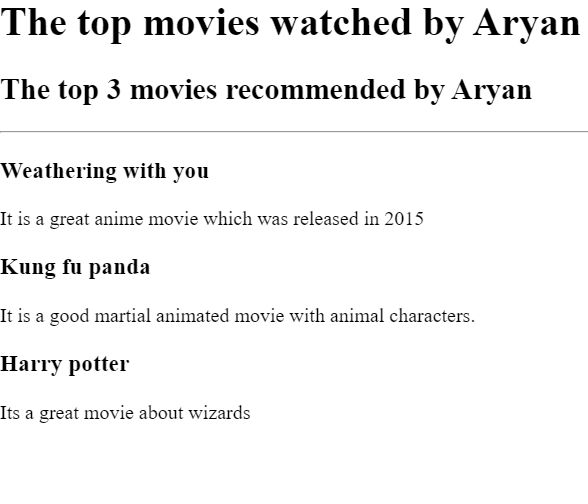 The top movies watched by Aryan
The top 3 movies recommended by Aryan
Weathering with you
It is a great anime movie which was released in 2015
Kung fu panda
It is a good martial animated movie with animal characters.
Harry potter
Its a great movie about wizards